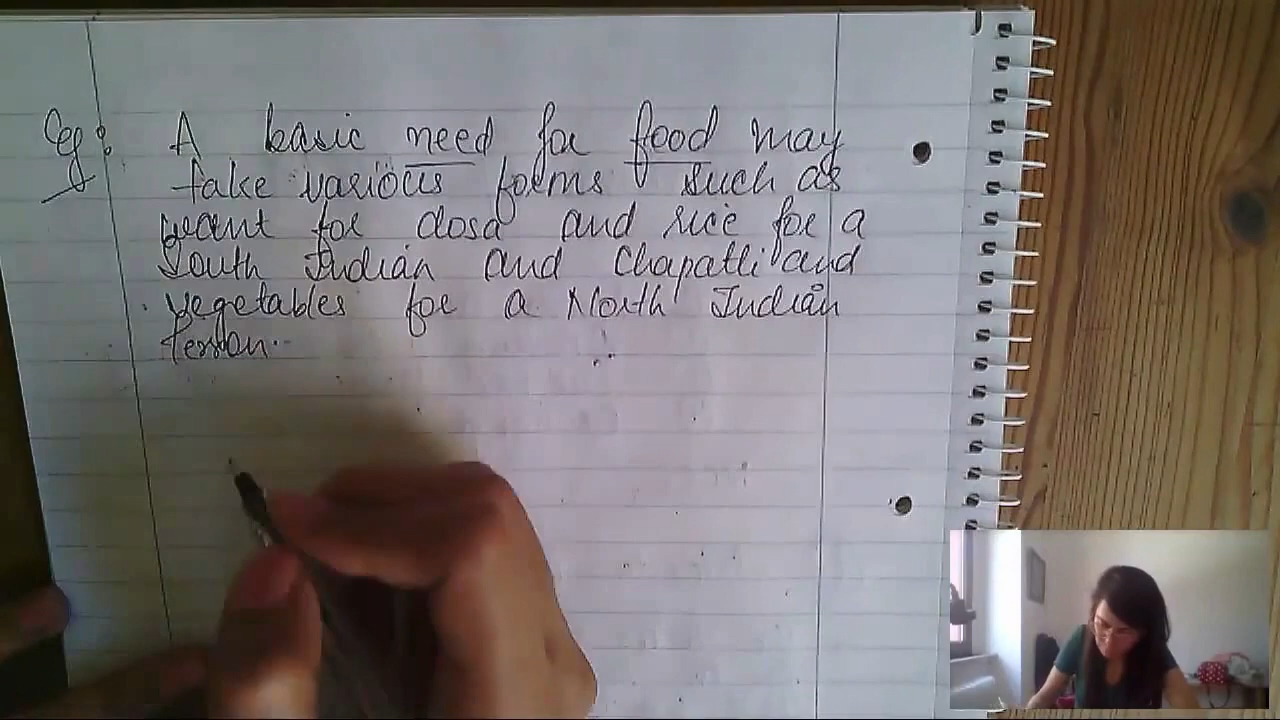 Eg: A basic need for food may
take various forms such as
want for dosa and rice for a
South Indian and Chapatti and
vegetables for a North Indian
Person.